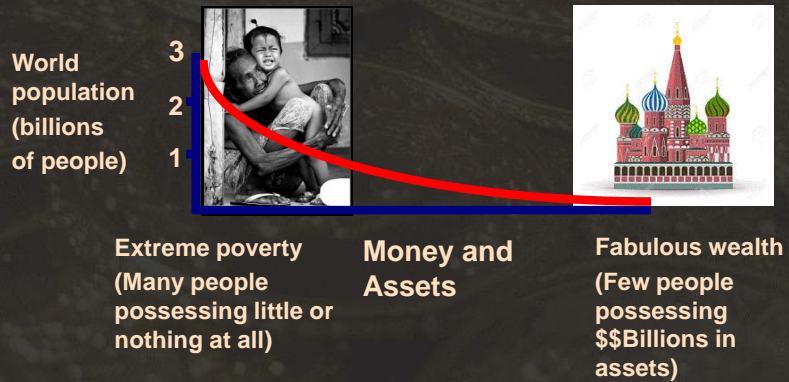 World
population
(billions
of people)
3
2
1
Extreme poverty
(Many people
possessing little or
nothing at all)
Money and
Assets
Fabulous wealth
(Few people
possessing
$$Billions in
assets)